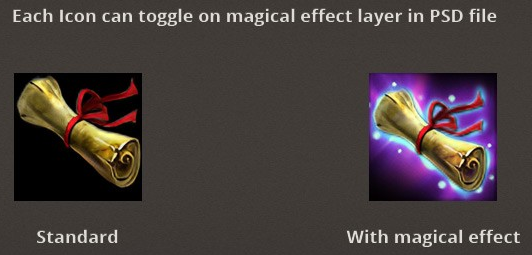 Each Icon can toggle on magical effect layer in PSD file
Standard
With magical effect